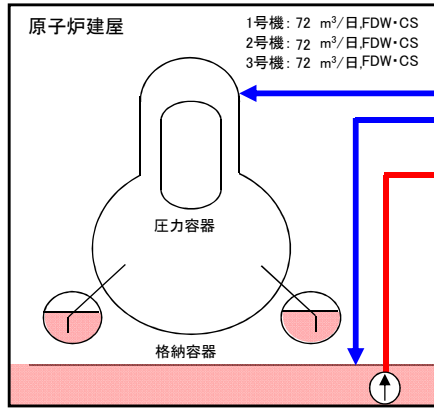 原子炉建屋
1号機: 72 m³/日,FDW・CS
2号機: 72 m³/日,FDW・CS
3号機: 72 m³/日,FDW・CS
圧力容器
格納容器